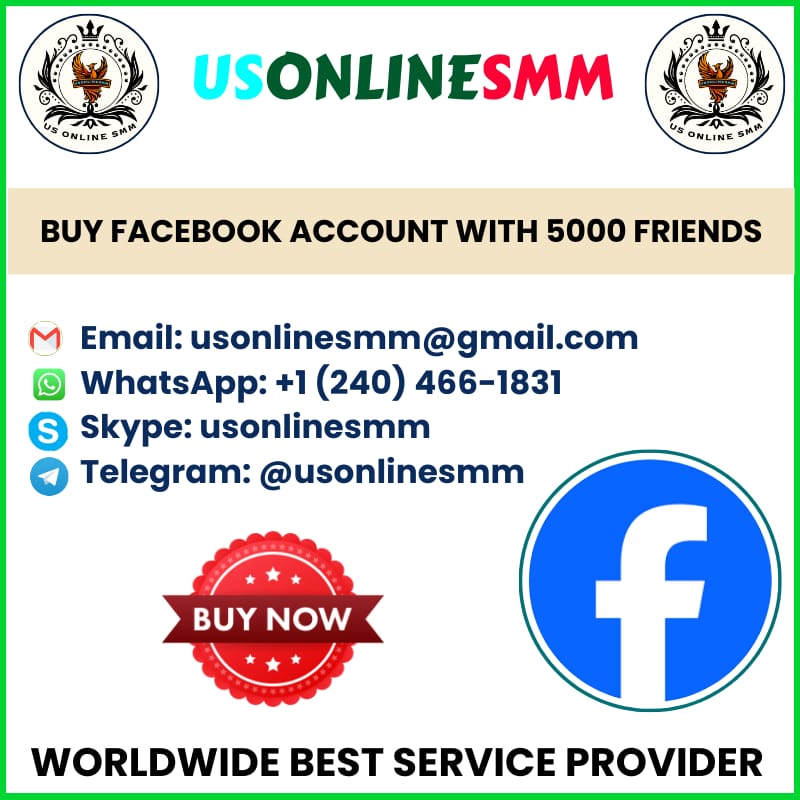 USONLINESMM
US ONLINE SMM
US ONLINE SMM
BUY FACEBOOK ACCOUNT WITH 5000 FRIENDS
Email: usonlinesmm@gmail.com
WhatsApp: +1 (240) 466-1831
Skype: usonlinesmm
Telegram: @usonlinesmm
BUY NOW
WORLDWIDE BEST SERVICE PROVIDER